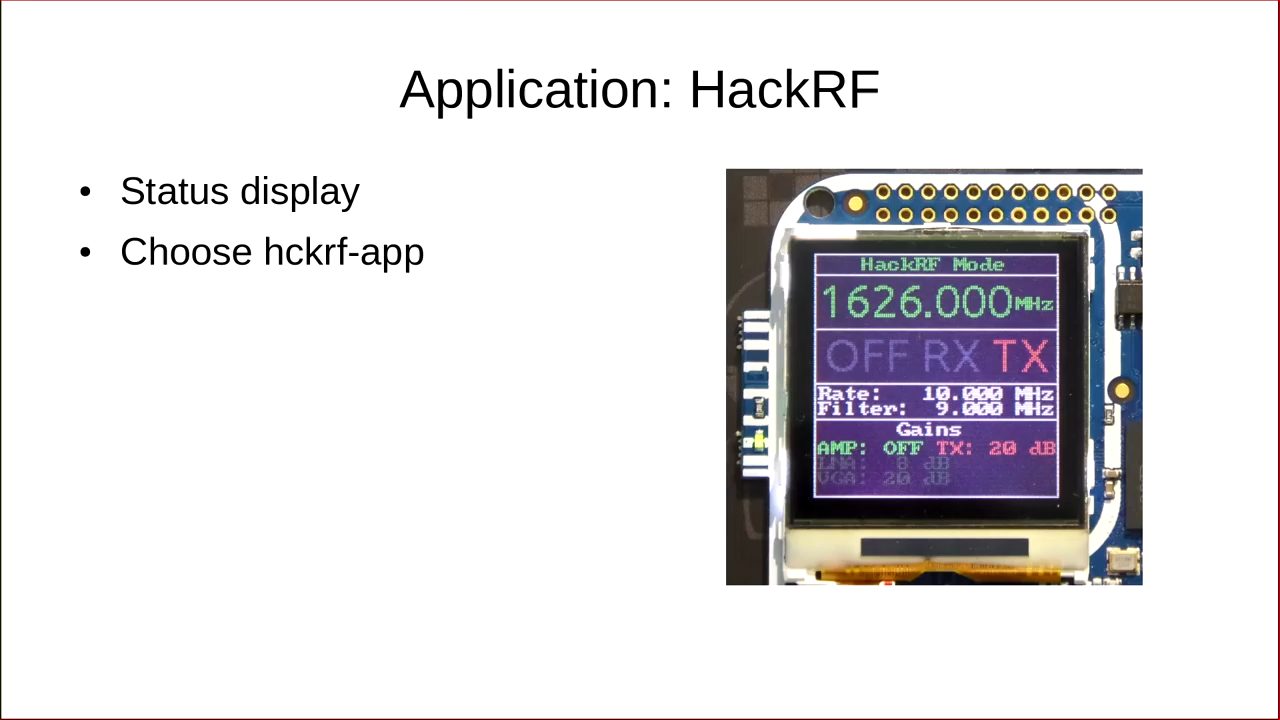 Application: HackRF
• Status display
• Choose hckrf-app
HackRF Mode
1626.000MHz
OFF RX TX
Rate: 10.000 MHz
Filter: 9.000 MHz
Gains
AMP: OFF TX: 20 dB
LNA: 8 dB
VGA: 20 dB